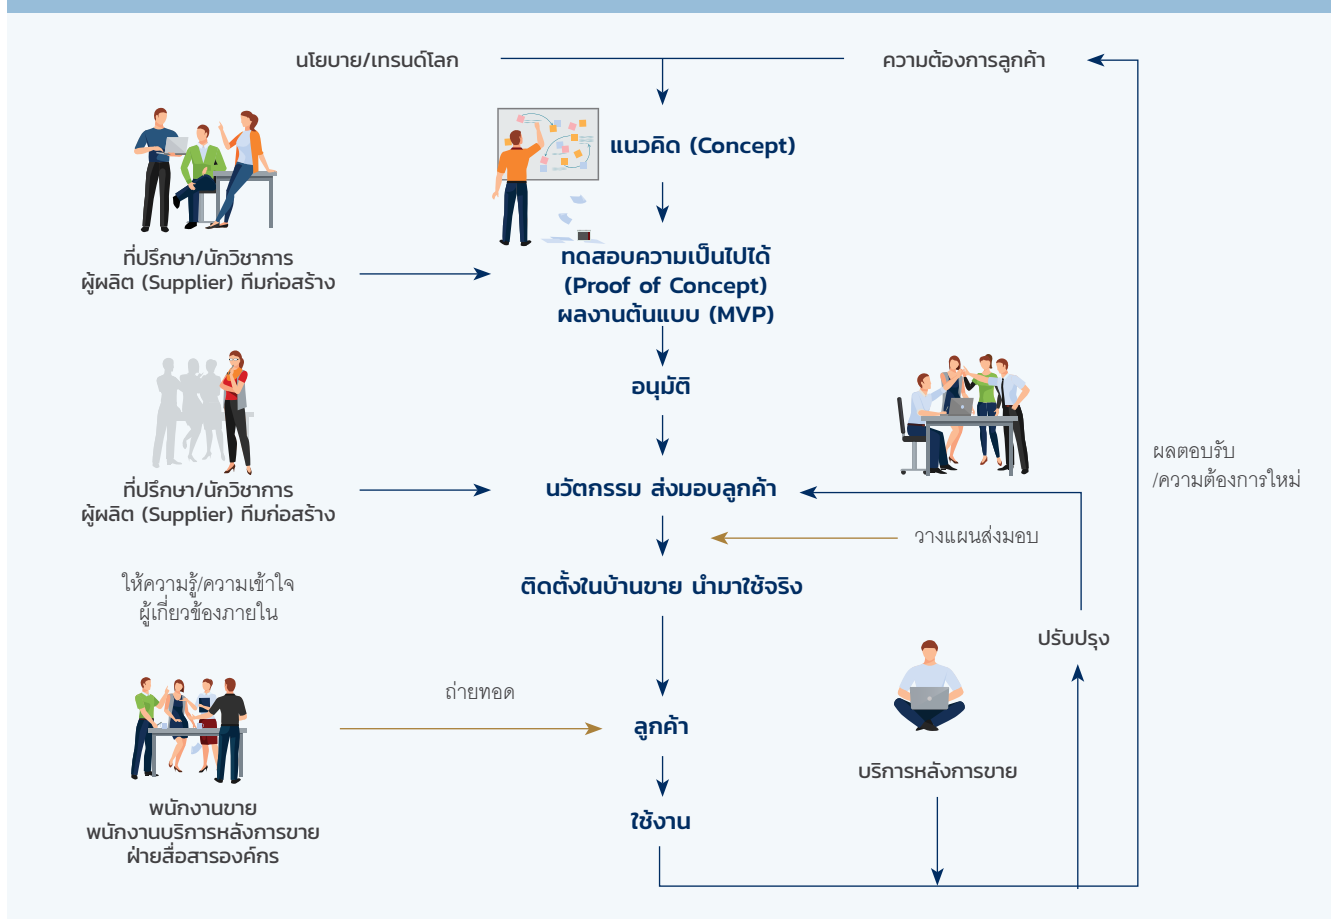 นโยบาย/เทรนด์โลก
ความต้องการลูกค้า
แนวคิด (Concept)
ที่ปรึกษา/นักวิชาการ
ผู้ผลิต (Supplier) ทีมก่อสร้าง
ทดสอบความเป็นไปได้
(Proof of Concept)
ผลงานต้นแบบ (MVP)
อนุมัติ
ผลตอบรับ
/ความต้องการใหม่
ที่ปรึกษา/นักวิชาการ
ผู้ผลิต (Supplier) ทีมก่อสร้าง
นวัตกรรม ส่งมอบลูกค้า
วางแผนส่งมอบ
ให้ความรู้/ความเข้าใจ
ผู้เกี่ยวข้องภายใน
ติดตั้งในบ้านขาย นำมาใช้จริง
ปรับปรุง
ถ่ายทอด
ลูกค้า
บริการหลังการขาย
พนักงานขาย
พนักงานบริการหลังการขาย
ฝ่ายสื่อสารองค์กร
ใช้งาน